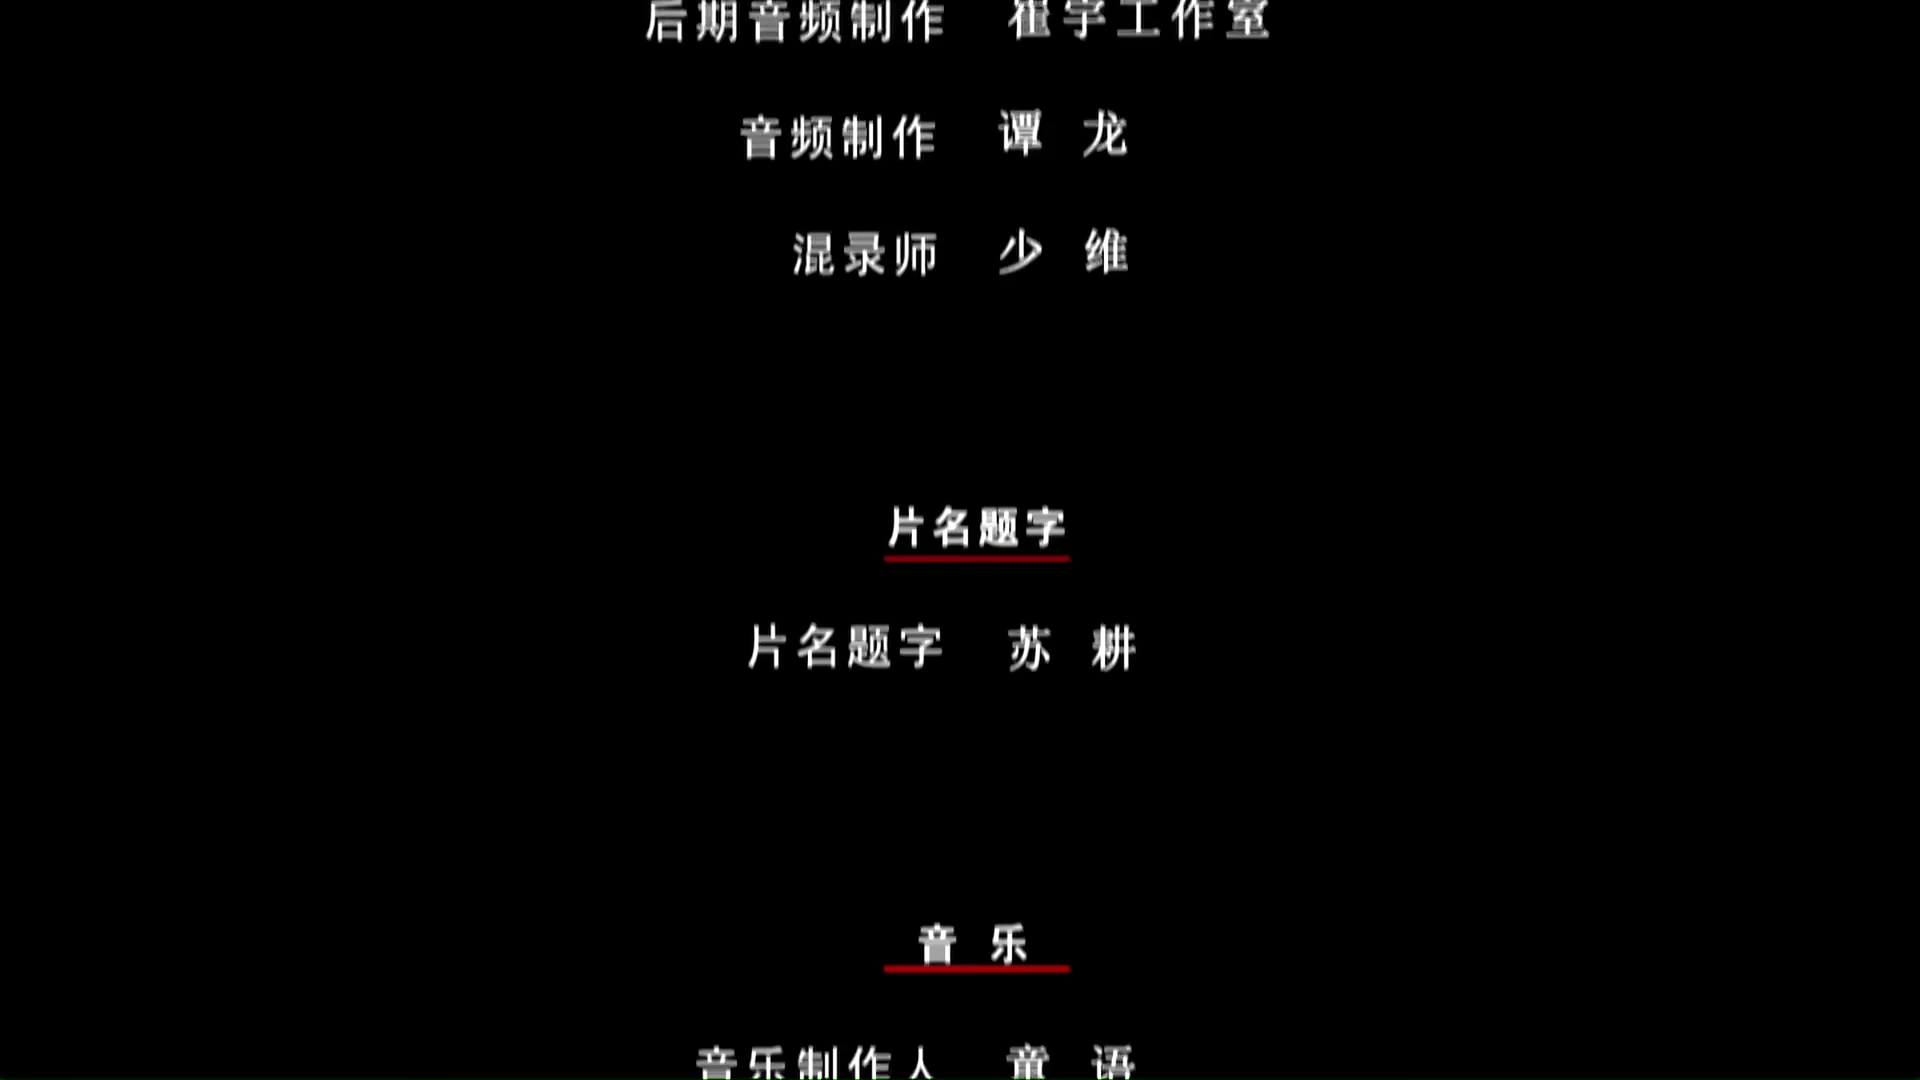 后期音频制作 崔宇工作室
音频制作 谭 龙
混录师 少 维
片名题字
片名题字 苏 耕
音 乐
音乐制作人 童 语